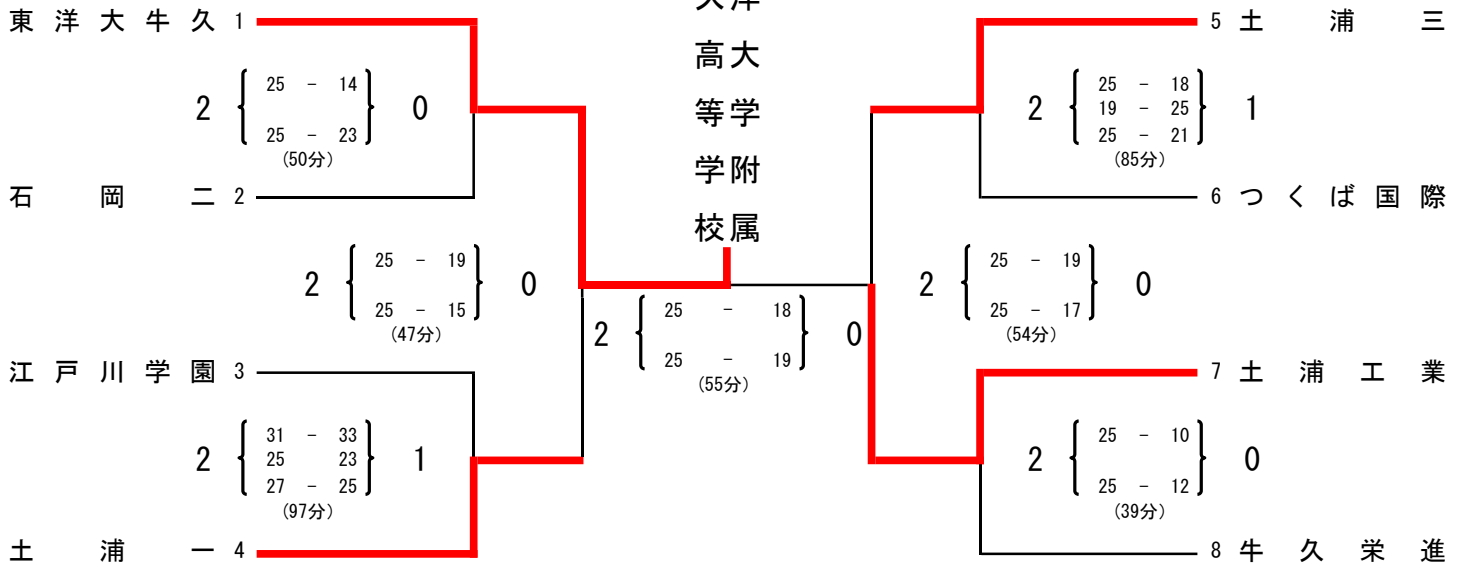 東洋大牛久 1
25 - 14
2 0
25 - 23
(50分)
石岡二 2
25 - 19
2 0
25 - 15
(47分)
江戸川学園 3
31 - 33
2 25 23 1
27 - 25
(97分)
土浦一 4
洋大学附属
高等学校
25 - 18
2 0
25 - 19
(55分)
5 土浦三
25 - 18
2 19 - 25 1
25 - 21
(85分)
6 つくば国際
25 - 19
2 0
25 - 17
(54分)
7 土浦工業
25 - 10
2 0
25 - 12
(39分)
8 牛久栄進